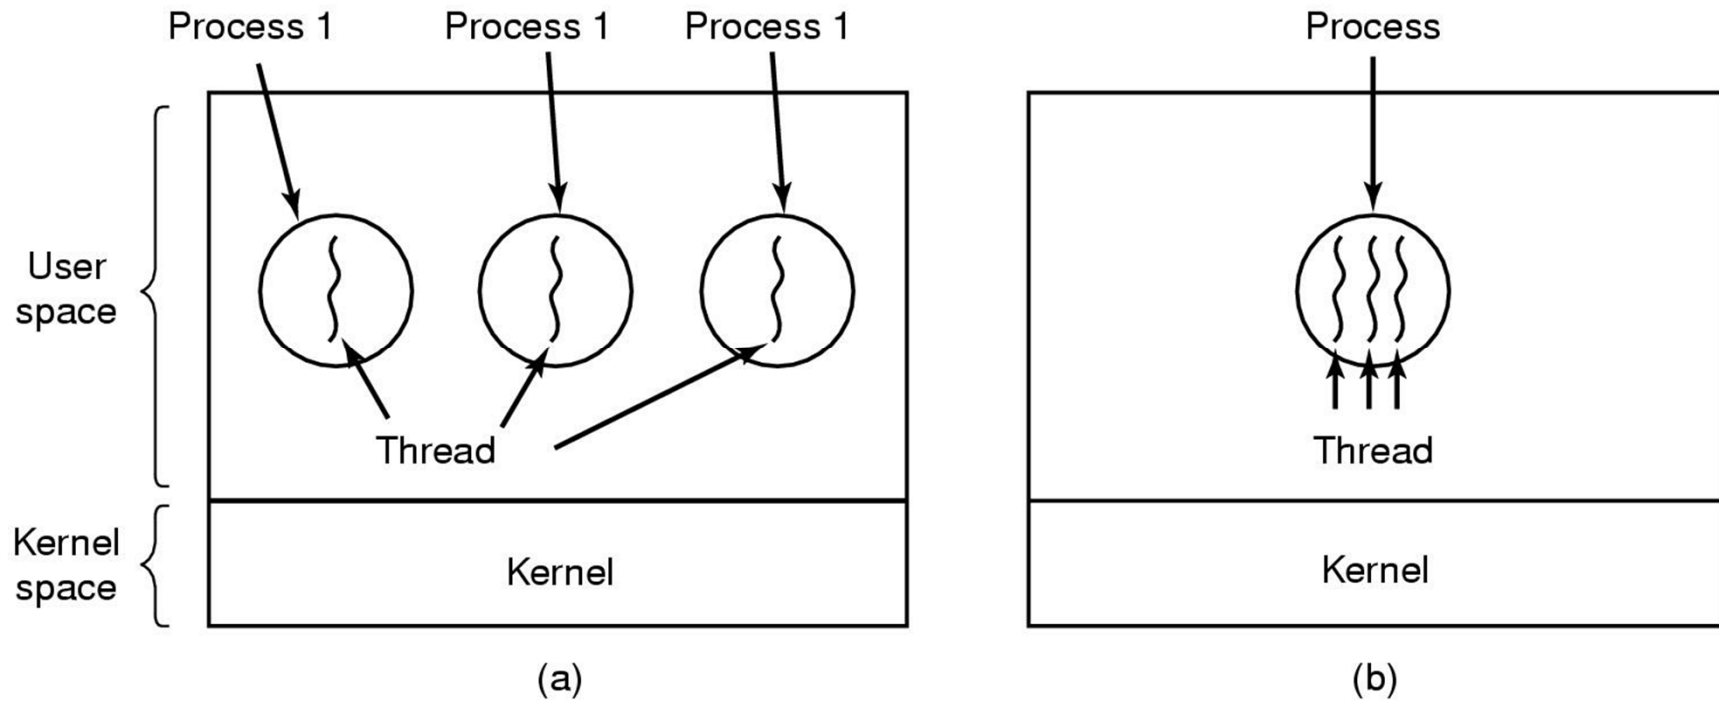 Process 1
Process 1
Process 1
Process
User
space
Thread
Thread
Kernel
space
Kernel
Kernel
(a)
(b)